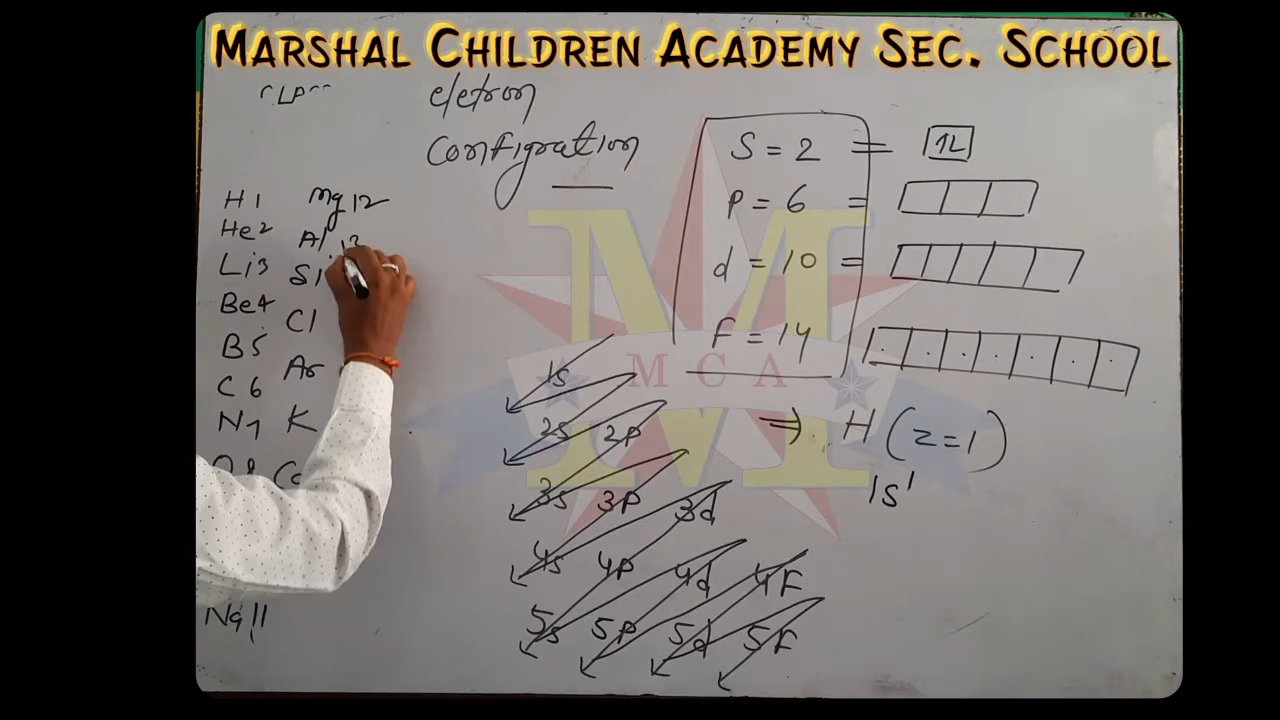 MARSHAL CHILDREN ACADEMY SEC. SCHOOL
eletron
configration
H 1
He 2
Li 3
Be 4
B 5
C 6
N 7
Na 11
Mg 12
Al 13
Si
Cl
Ar
K
S = 2 = 1L
P = 6 =
d = 10 =
F = 14
M C A
1s
2s 2p
3s 3p 3d
4s 4p 4d 4F
5s 5p 5d 5F
⇒ H (z=1)
1s¹